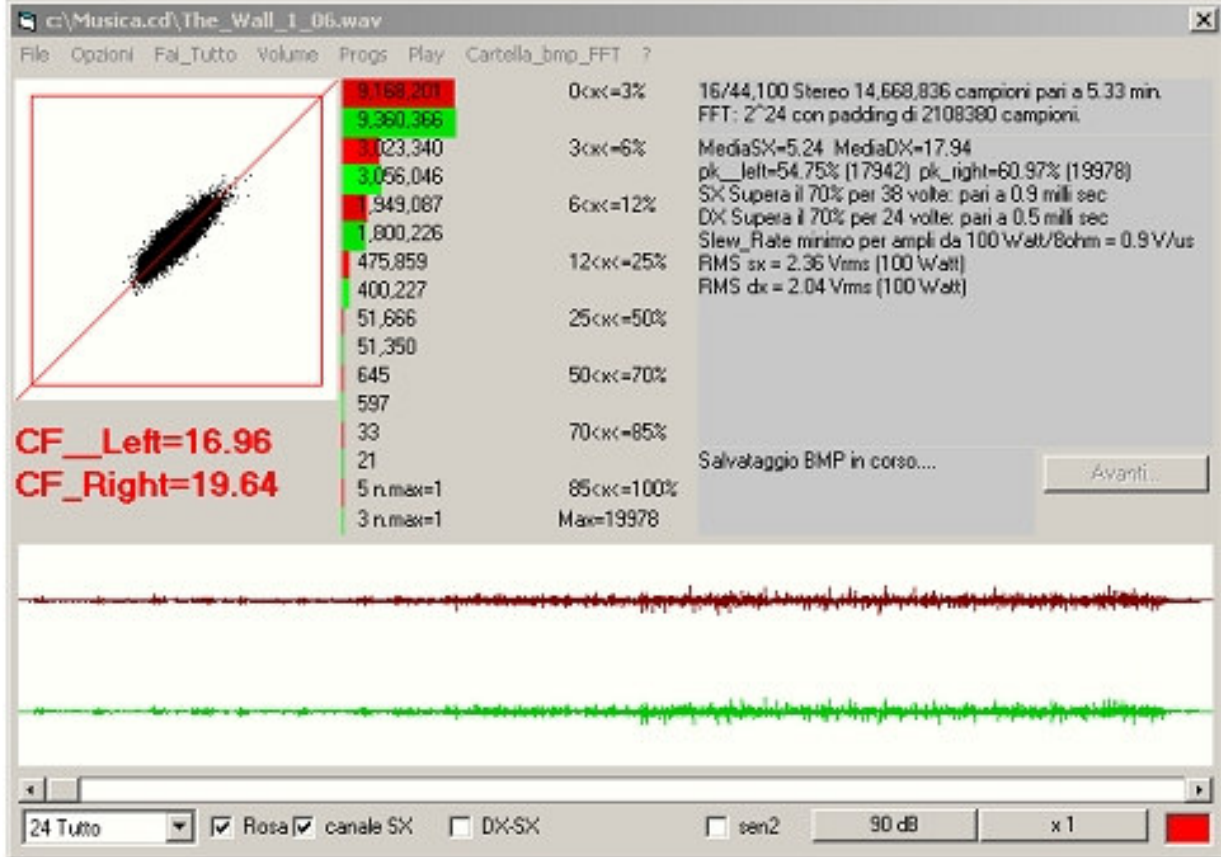 c:\Musica.cd\The_Wall_1_06.wav
File Opzioni Fai_Tutto Volume Progs Play Cartella_bmp_FFT ?
9,168,201 0<x<=3%
9,360,366
3,023,340 3<x<=6%
3,056,046
1,949,087 6<x<=12%
1,800,226
475,859 12<x<=25%
400,227
51,666 25<x<=50%
51,350
645 50<x<=70%
597
33 70<x<=85%
21
5 n.max=1 85<x<=100%
3 n.max=1 Max=19978
16/44,100 Stereo 14,668,836 campioni pari a 5.33 min.
FFT: 2^24 con padding di 2108380 campioni.
MediaSX=5.24 MediaDX=17.94
pk__left=54.75% (17942) pk_right=60.97% (19978)
SX Supera il 70% per 38 volte: pari a 0.9 milli sec
DX Supera il 70% per 24 volte: pari a 0.5 milli sec
Slew_Rate minimo per ampli da 100 Watt/8ohm = 0.9 V/us
RMS sx = 2.36 Vrms (100 Watt)
RMS dx = 2.04 Vrms (100 Watt)
CF__Left=16.96
CF_Right=19.64
Salvataggio BMP in corso....
Avanti...
24 Tutto Rosa canale SX DX-SX sen2 90 dB x 1